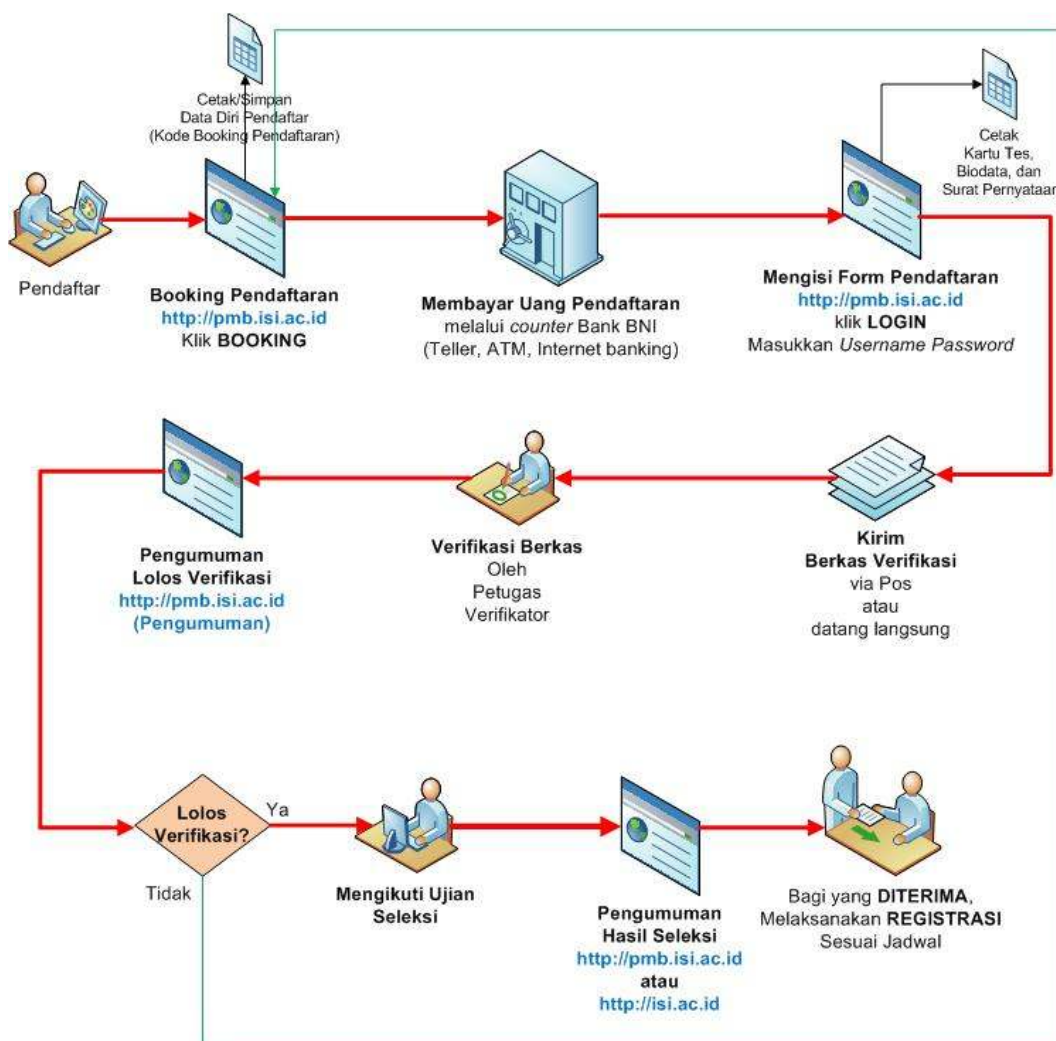 Cetak/Simpan
Data Diri Pendaftar
(Kode Booking Pendaftaran)
Cetak
Kartu Tes,
Biodata, dan
Surat Pernyataan
Pendaftar
Booking Pendaftaran
http://pmb.isi.ac.id
Klik BOOKING
Membayar Uang Pendaftaran
melalui counter Bank BNI
(Teller, ATM, Internet banking)
Mengisi Form Pendaftaran
http://pmb.isi.ac.id
klik LOGIN
Masukkan Username Password
Pengumuman
Lolos Verifikasi
http://pmb.isi.ac.id
(Pengumuman)
Verifikasi Berkas
Oleh
Petugas
Verifikator
Kirim
Berkas Verifikasi
via Pos
atau
datang langsung
Lolos
Verifikasi?
Ya
Tidak
Mengikuti Ujian
Seleksi
Pengumuman
Hasil Seleksi
http://pmb.isi.ac.id
atau
http://isi.ac.id
Bagi yang DITERIMA,
Melaksanakan REGISTRASI
Sesuai Jadwal